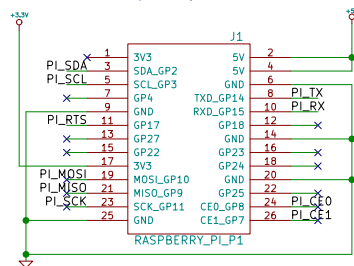 +3.3V
J1
PI_SDA 1 3V3 5V 2
PI_SCL 3 SDA_GP2 5V 4
5 SCL_GP3 GND 6 PI_TX
7 GP4 TXD_GP14 8 PI_RX
9 GND RXD_GP15 10
PI_RTS 11 GP17 GP18 12
13 GP27 GND 14
15 GP22 GP23 16
17 3V3 GP24 18
PI_MOSI 19 MOSI_GP10 GND 20
PI_MISO 21 MISO_GP9 GP25 22
PI_SCK 23 SCK_GP11 CE0_GP8 24 PI_CE0
25 GND CE1_GP7 26 PI_CE1
RASPBERRY_PI_P1